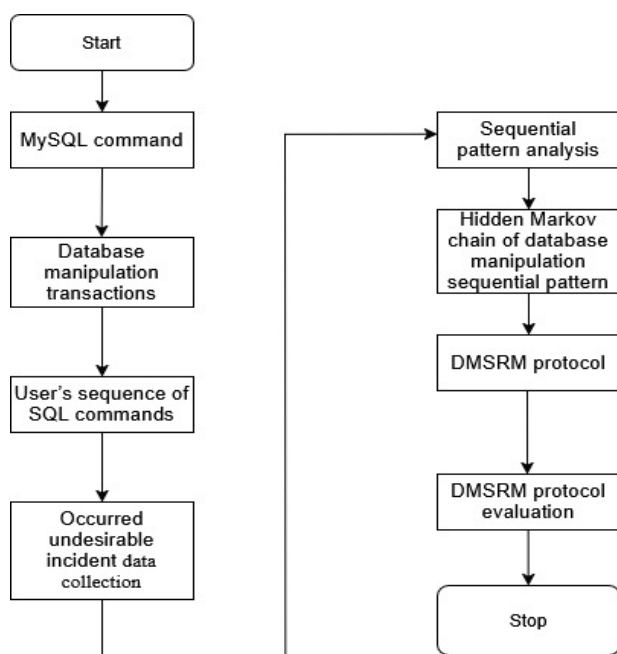 Start
MySQL command
Database
manipulation
transactions
User's sequence of
SQL commands
Occurred
undesirable
incident data
collection
Sequential
pattern analysis
Hidden Markov
chain of database
manipulation
sequential pattern
DMSRM protocol
DMSRM protocol
evaluation
Stop